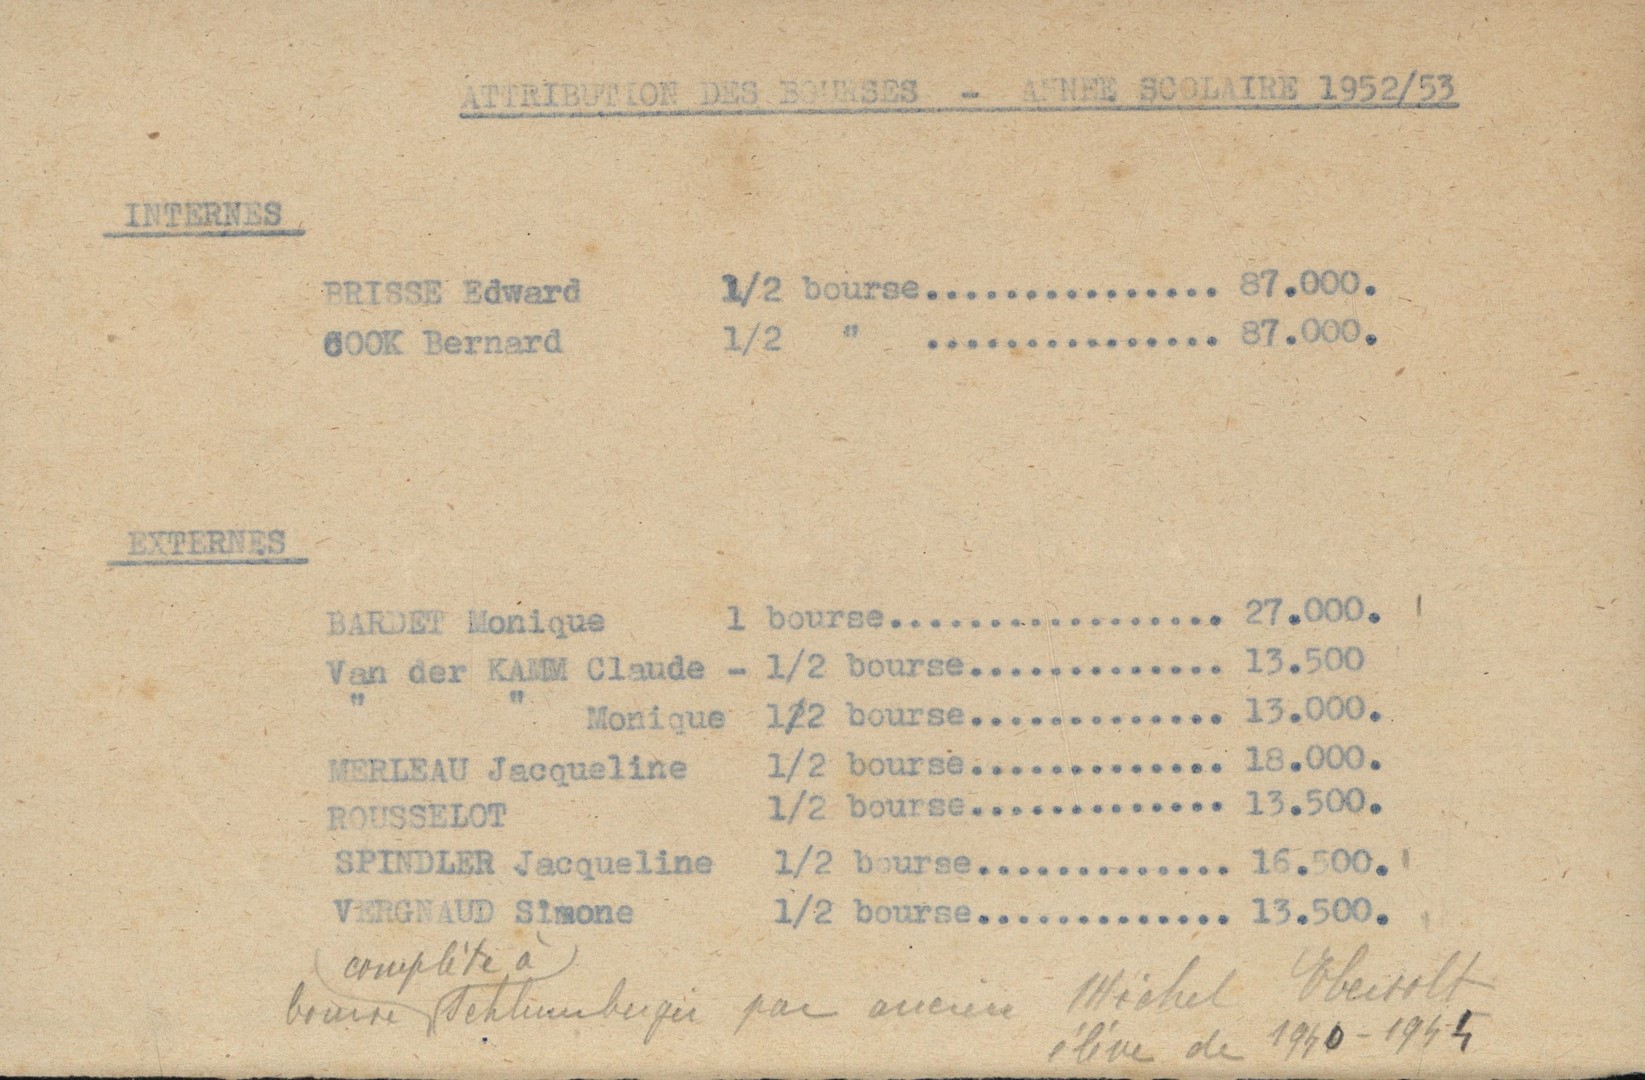 ATTRIBUTION DES BOURSES - ANNEE SCOLAIRE 1952/53
INTERNES
BRISSE Edward 1/2 bourse............... 87.000.
COOK Bernard 1/2 " ............... 87.000.
EXTERNES
BARDET Monique 1 bourse................. 27.000.
Van der KAMM Claude - 1/2 bourse............. 13.500
" " Monique 1/2 bourse............. 13.000.
MERLEAU Jacqueline 1/2 bourse............. 18.000.
ROUSSELOT 1/2 bourse............. 13.500.
SPINDLER Jacqueline 1/2 bourse............. 16.500.
VERGNAUD Simone 1/2 bourse............. 13.500.
(complète à)
bourse Schlumberger par ancien Michel
élève de 1940-1945